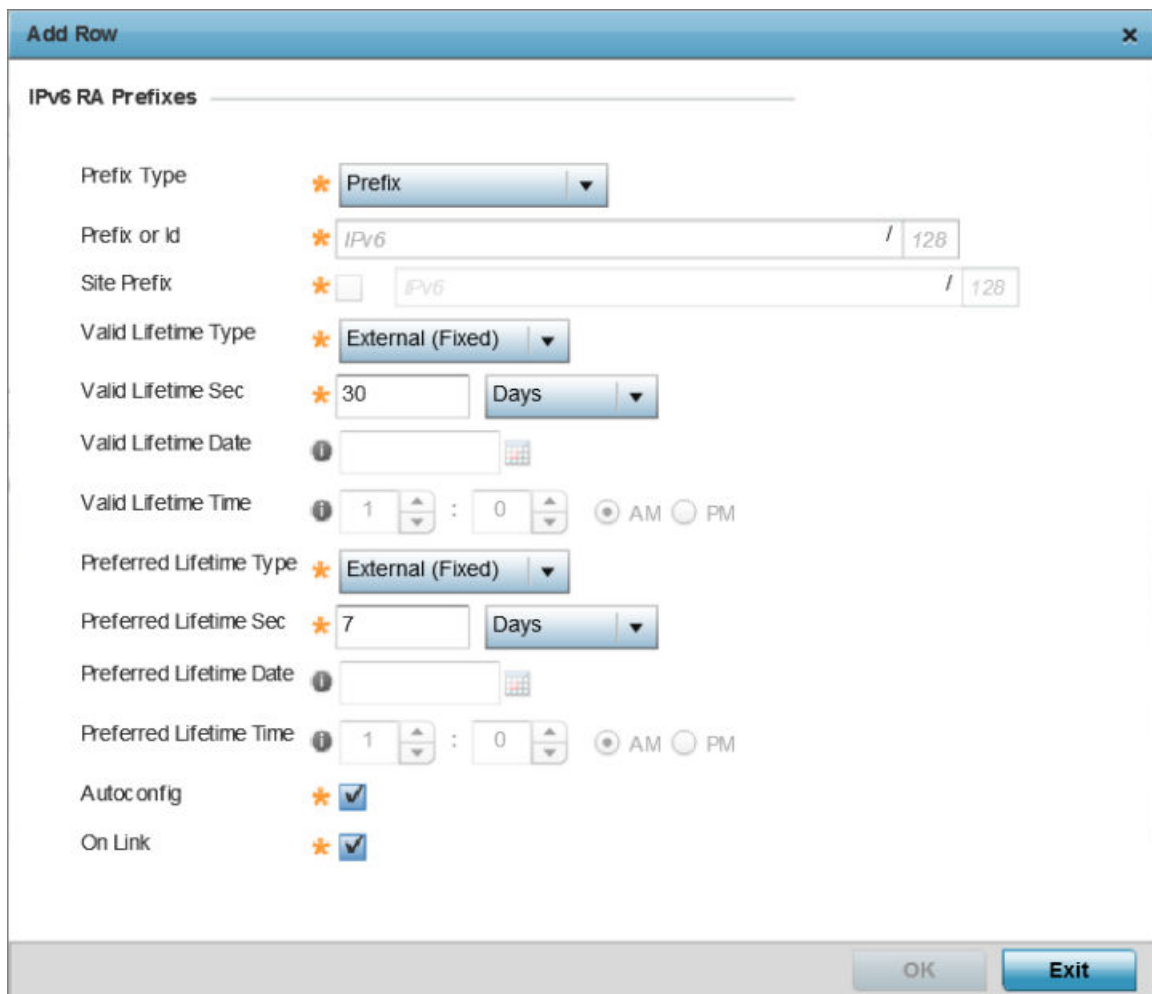 Add Row
IPv6 RA Prefixes
Prefix Type * Prefix
Prefix or Id * IPv6 / 128
Site Prefix * IPv6 / 128
Valid Lifetime Type * External (Fixed)
Valid Lifetime Sec * 30 Days
Valid Lifetime Date
Valid Lifetime Time 1 : 0 AM PM
Preferred Lifetime Type * External (Fixed)
Preferred Lifetime Sec * 7 Days
Preferred Lifetime Date
Preferred Lifetime Time 1 : 0 AM PM
Autoconfig *
On Link *
OK Exit